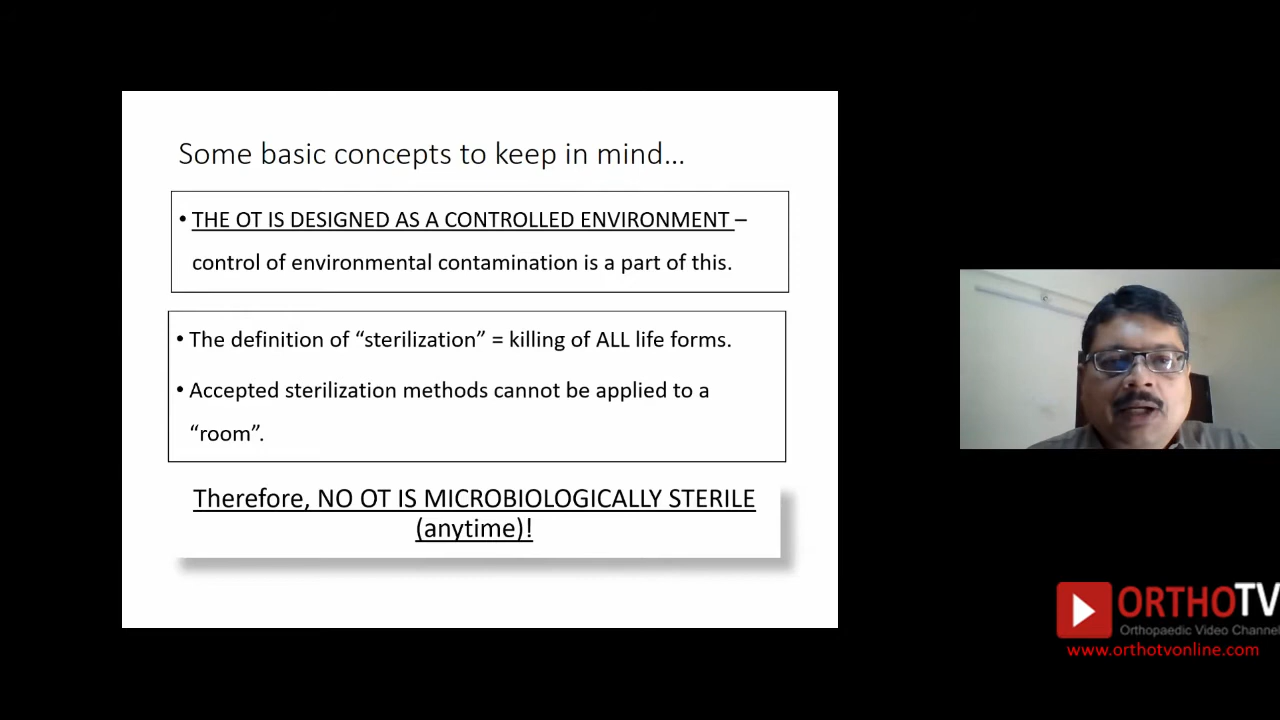 Some basic concepts to keep in mind...
• THE OT IS DESIGNED AS A CONTROLLED ENVIRONMENT –
control of environmental contamination is a part of this.
• The definition of “sterilization” = killing of ALL life forms.
• Accepted sterilization methods cannot be applied to a
“room”.
Therefore, NO OT IS MICROBIOLOGICALLY STERILE
(anytime)!
ORTHOTV
Orthopaedic Video Channel
www.orthotvonline.com